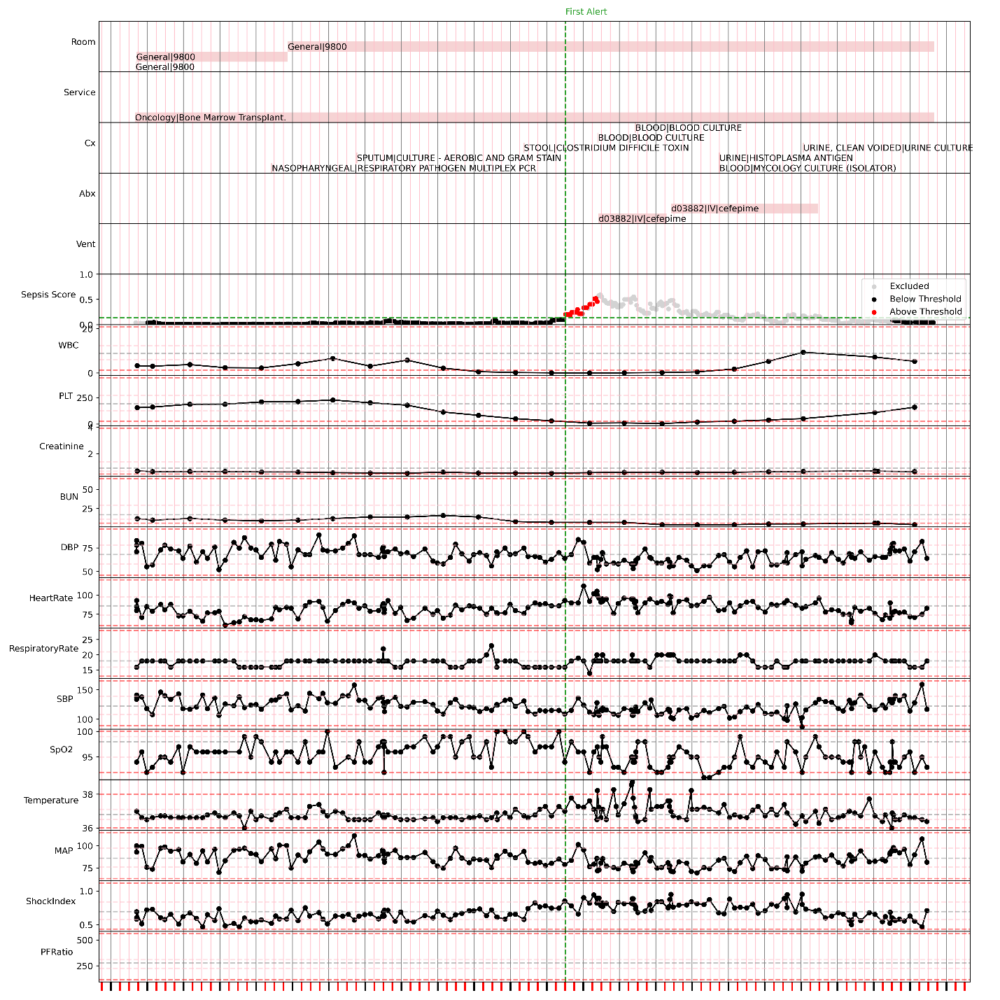 First Alert
Room
General|9800
General|9800
General|9800
Service
Oncology|Bone Marrow Transplant.
Cx
BLOOD|BLOOD CULTURE
BLOOD|BLOOD CULTURE
STOOL|CLOSTRIDIUM DIFFICILE TOXIN
URINE, CLEAN VOIDED|URINE CULTURE
SPUTUM|CULTURE - AEROBIC AND GRAM STAIN
URINE|HISTOPLASMA ANTIGEN
NASOPHARYNGEAL|RESPIRATORY PATHOGEN MULTIPLEX PCR
BLOOD|MYCOLOGY CULTURE (ISOLATOR)
Abx
d03882|IV|cefepime
d03882|IV|cefepime
Vent
1.0
Sepsis Score
0.5
0.0
Excluded
Below Threshold
Above Threshold
20
WBC
0
PLT
250
0
4
Creatinine
2
50
BUN
25
DBP
75
50
HeartRate
100
75
25
RespiratoryRate
20
15
150
SBP
100
100
SpO2
95
38
Temperature
36
100
MAP
75
1.0
ShockIndex
0.5
500
PFRatio
250